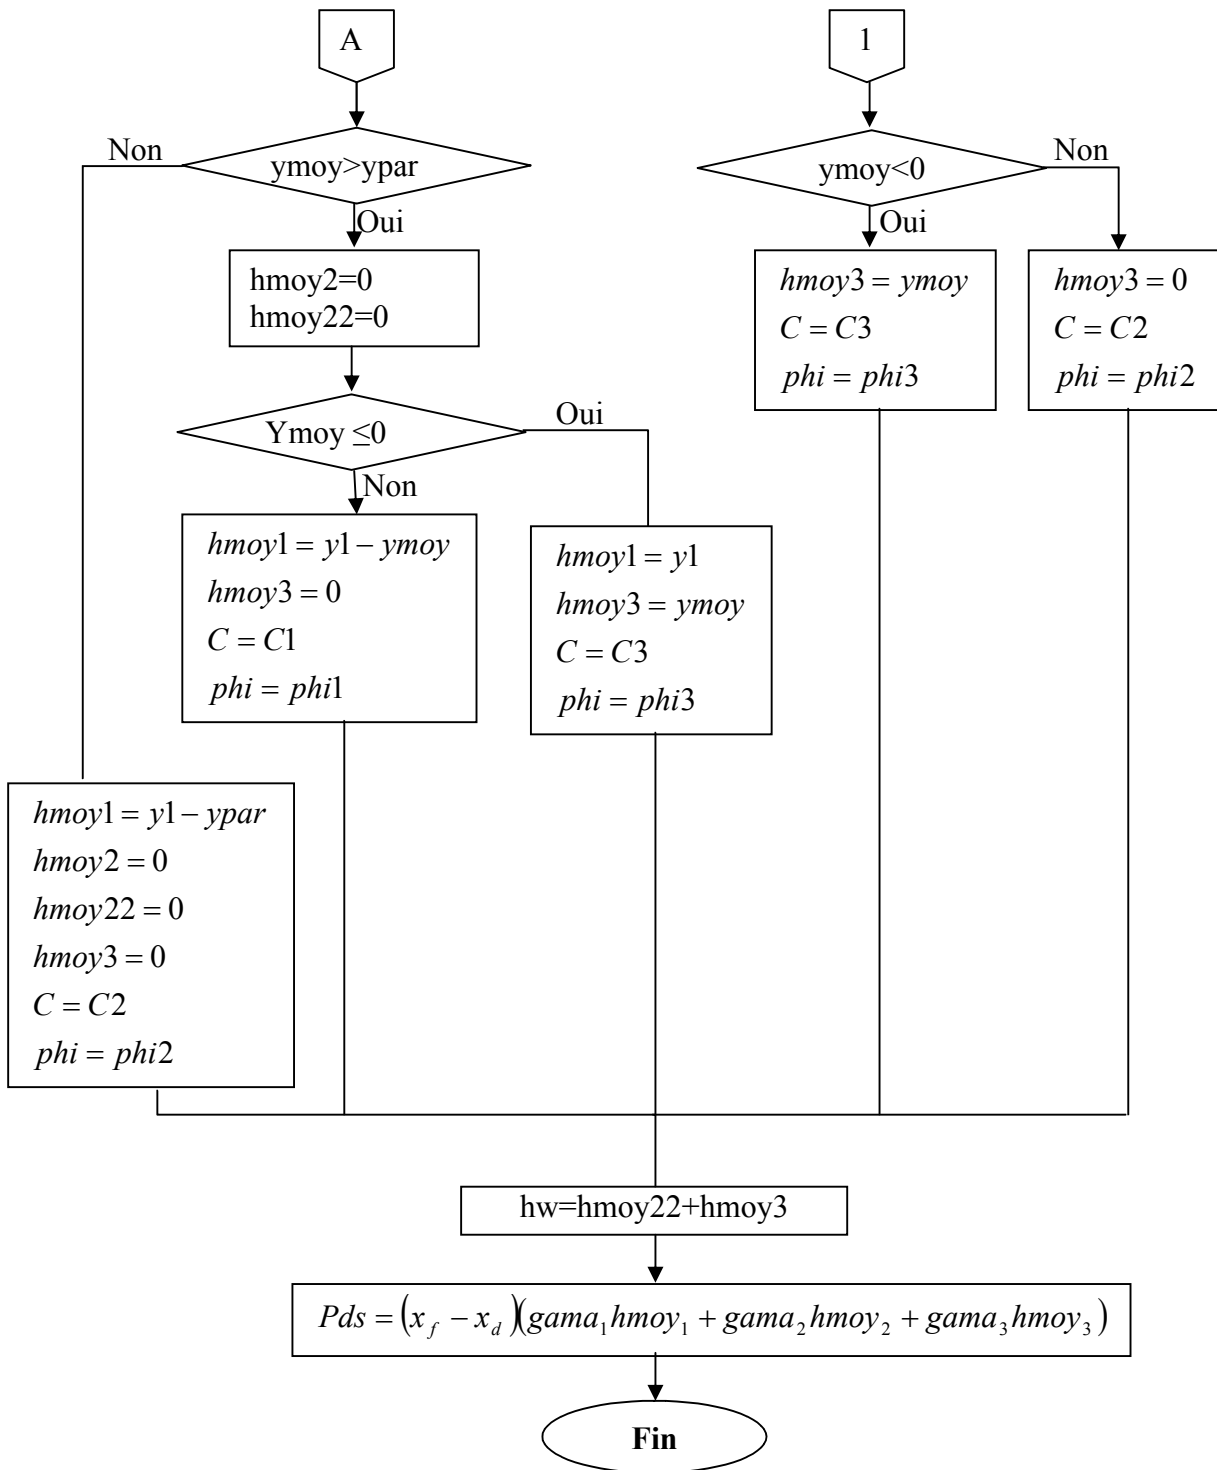 A
1
Non
ymoy>ypar
Oui
ymoy<0
Non
Oui
hmoy2=0
hmoy22=0
hmoy3 = ymoy
C = C3
phi = phi3
hmoy3 = 0
C = C2
phi = phi2
Ymoy ≤0
Oui
Non
hmoy1 = y1 − ymoy
hmoy3 = 0
C = C1
phi = phi1
hmoy1 = y1
hmoy3 = ymoy
C = C3
phi = phi3
hmoy1 = y1 − ypar
hmoy2 = 0
hmoy22 = 0
hmoy3 = 0
C = C2
phi = phi2
hw=hmoy22+hmoy3
Pds = (x_f − x_d)(gama₁hmoy₁ + gama₂hmoy₂ + gama₃hmoy₃)
Fin